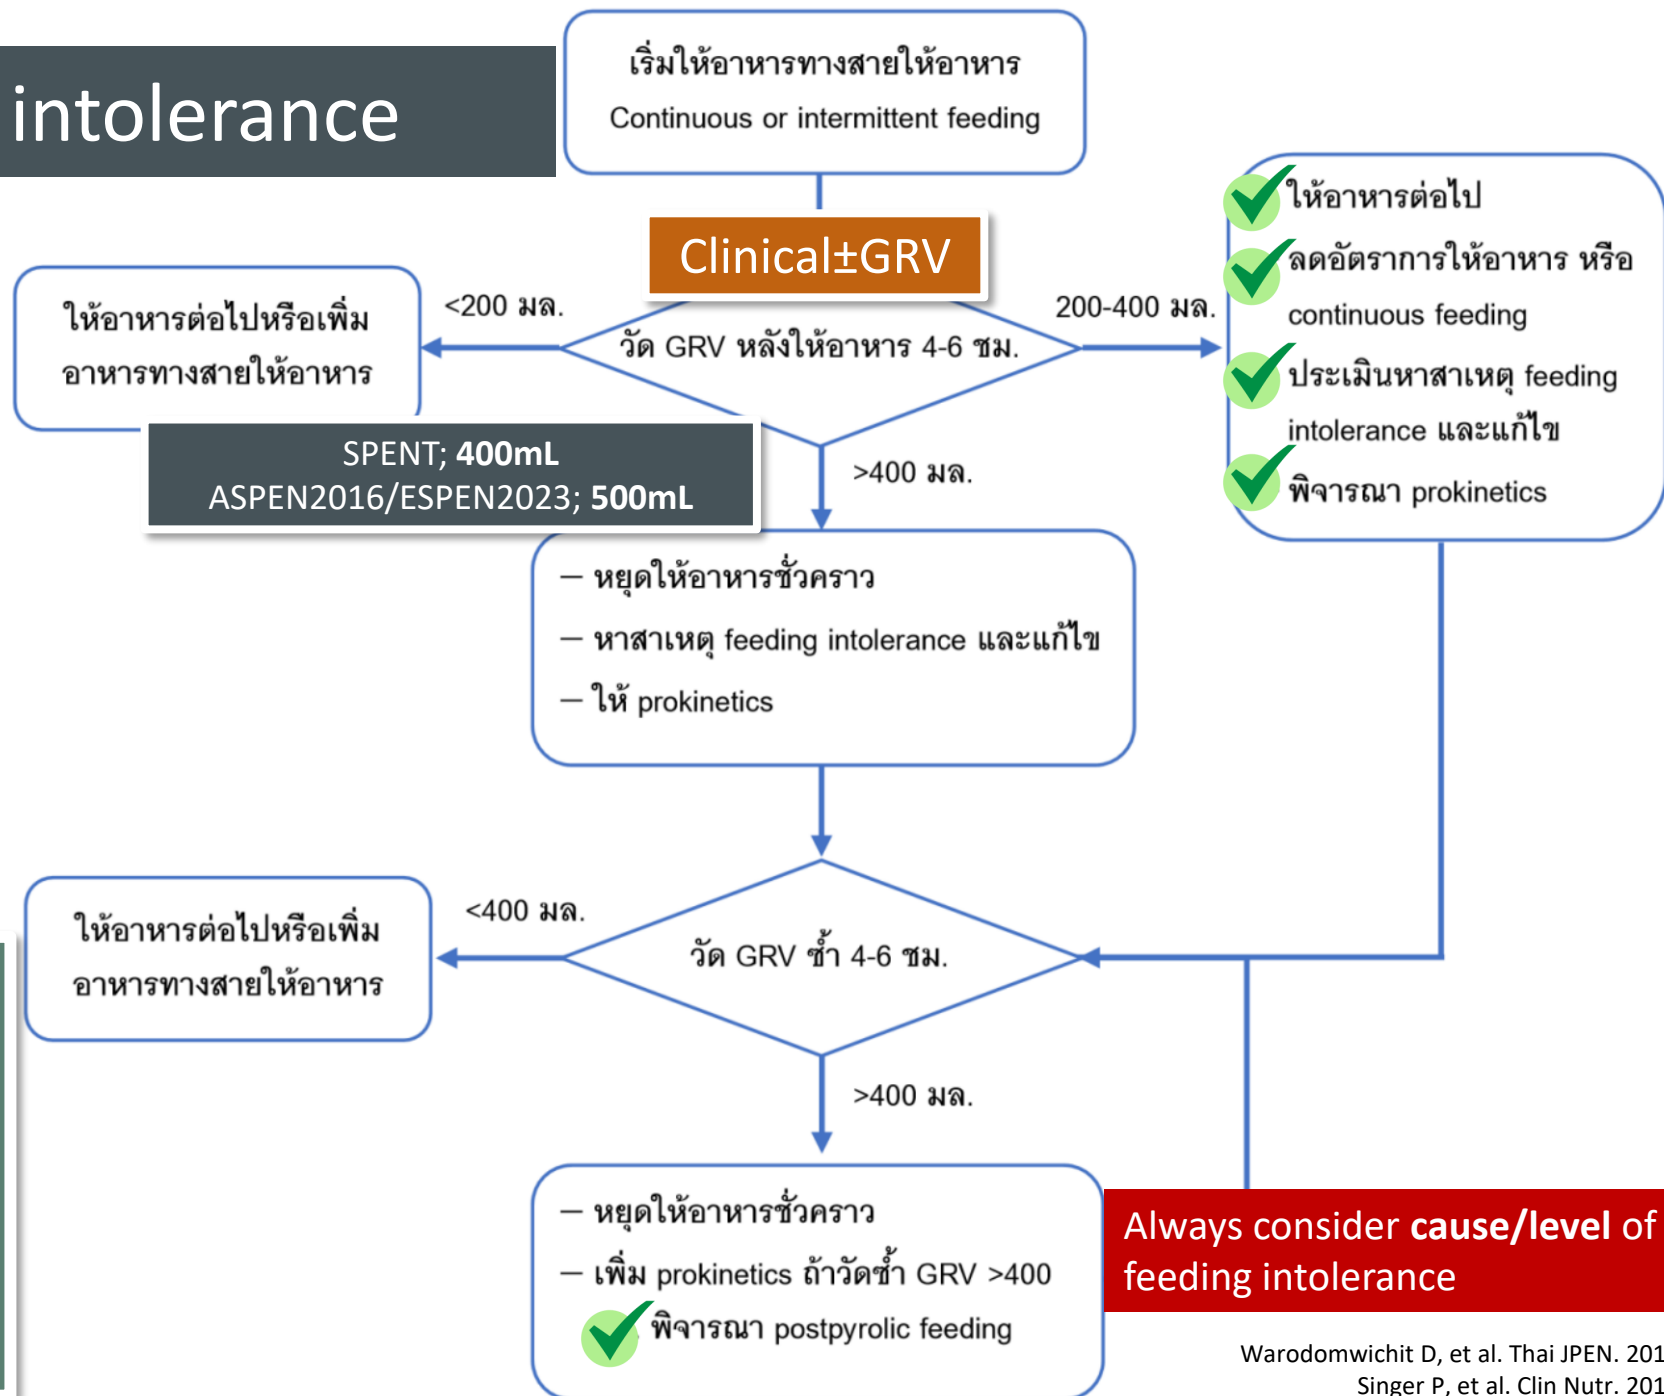 intolerance
เริ่มให้อาหารทางสายให้อาหาร
Continuous or intermittent feeding
Clinical±GRV
วัด GRV หลังให้อาหาร 4-6 ชม.
<200 มล.
ให้อาหารต่อไปหรือเพิ่ม
อาหารทางสายให้อาหาร
200-400 มล.
ให้อาหารต่อไป
ลดอัตราการให้อาหาร หรือ
continuous feeding
ประเมินหาสาเหตุ feeding
intolerance และแก้ไข
พิจารณา prokinetics
SPENT; 400mL
ASPEN2016/ESPEN2023; 500mL
>400 มล.
– หยุดให้อาหารชั่วคราว
– หาสาเหตุ feeding intolerance และแก้ไข
– ให้ prokinetics
วัด GRV ซ้ำ 4-6 ชม.
<400 มล.
ให้อาหารต่อไปหรือเพิ่ม
อาหารทางสายให้อาหาร
>400 มล.
– หยุดให้อาหารชั่วคราว
– เพิ่ม prokinetics ถ้าวัดซ้ำ GRV >400
พิจารณา postpyrolic feeding
Always consider cause/level of
feeding intolerance
Warodomwichit D, et al. Thai JPEN. 201
Singer P, et al. Clin Nutr. 201